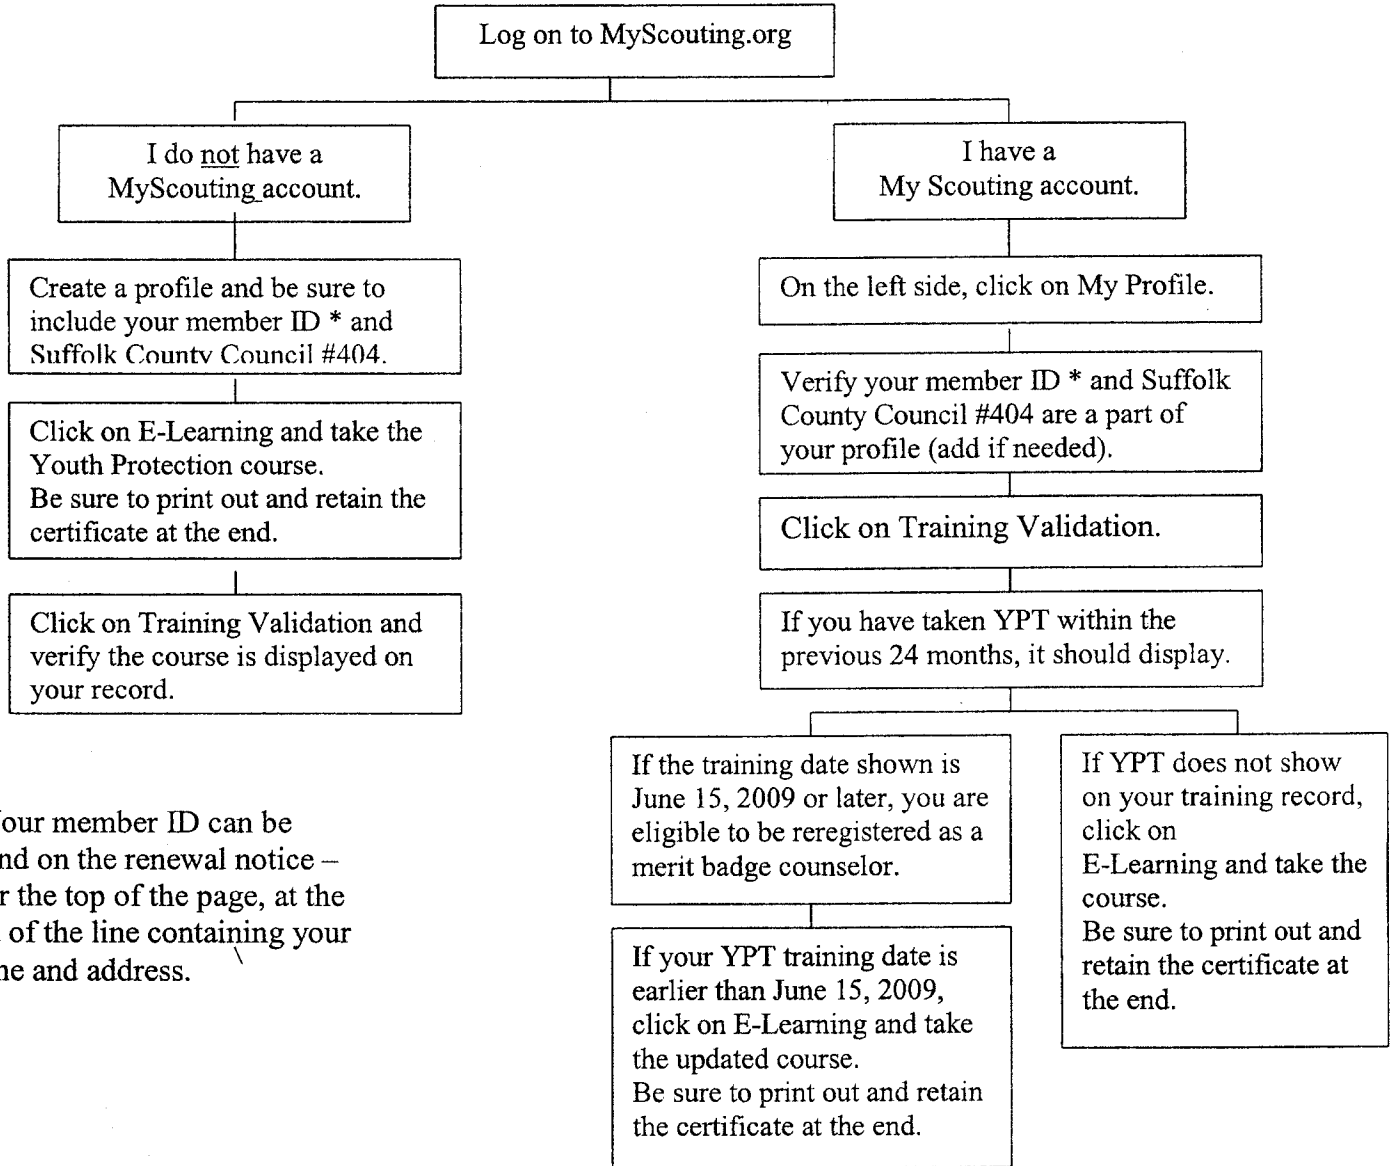 Log on to MyScouting.org
I do not have a
MyScouting account.
Create a profile and be sure to
include your member ID * and
Suffolk County Council #404.
Click on E-Learning and take the
Youth Protection course.
Be sure to print out and retain the
certificate at the end.
Click on Training Validation and
verify the course is displayed on
your record.
I have a
My Scouting account.
On the left side, click on My Profile.
Verify your member ID * and Suffolk
County Council #404 are a part of
your profile (add if needed).
Click on Training Validation.
If you have taken YPT within the
previous 24 months, it should display.
If the training date shown is
June 15, 2009 or later, you are
eligible to be reregistered as a
merit badge counselor.
If your YPT training date is
earlier than June 15, 2009,
click on E-Learning and take
the updated course.
Be sure to print out and retain
the certificate at the end.
If YPT does not show
on your training record,
click on
E-Learning and take the
course.
Be sure to print out and
retain the certificate at
the end.
our member ID can be
nd on the renewal notice –
r the top of the page, at the
of the line containing your
ne and address.